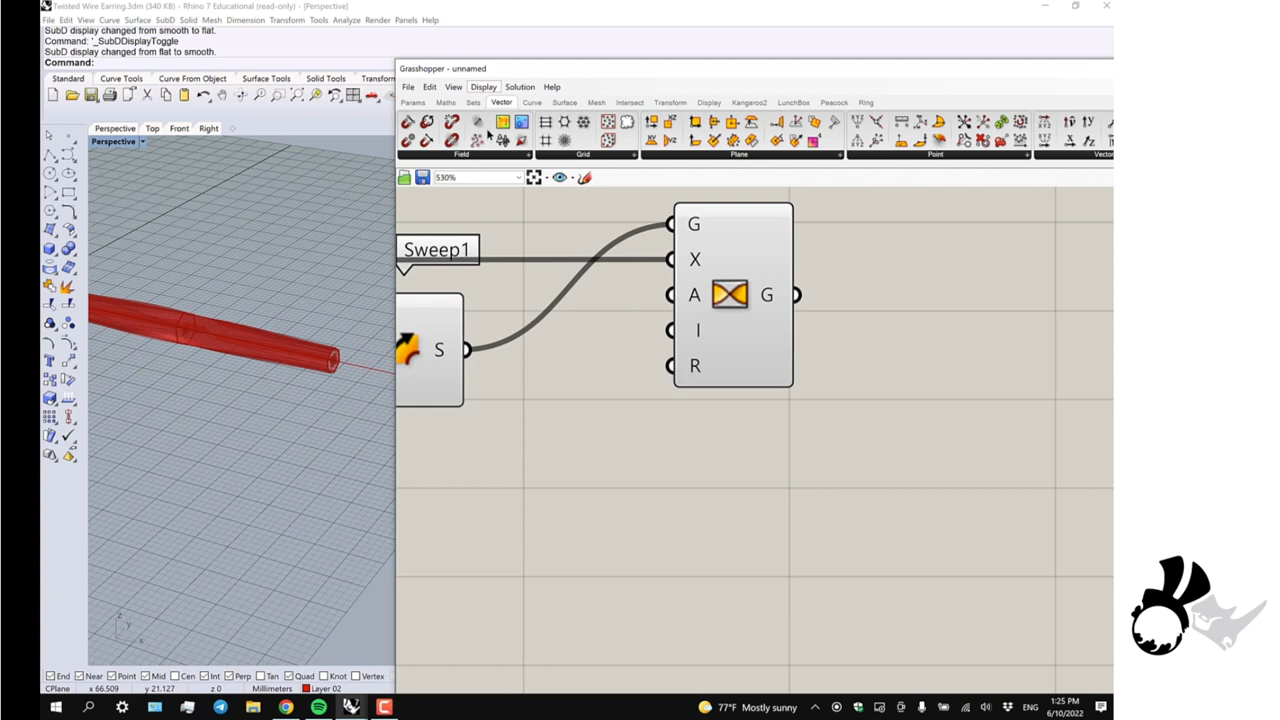 Twisted Wire Earring.3dm (340 KB) - Rhino 7 Educational (read-only) - [Perspective]
File Edit View Curve Surface SubD Solid Mesh Dimension Transform Tools Analyze Render Panels Help
SubD display changed from smooth to flat.
Command: '_SubDDisplayToggle
SubD display changed from flat to smooth.
Command:
Standard Curve Tools Curve From Object Surface Tools Solid Tools Transform
Perspective Top Front Right
Perspective
Grasshopper - unnamed
File Edit View Display Solution Help
Params Maths Sets Vector Curve Surface Mesh Intersect Transform Display Kangaroo2 LunchBox Peacock Ring
Field Grid Plane Point Vector
530%
Sweep1
S
G
X
A G
I
R
z
y
x
End Near Point Mid Cen Int Perp Tan Quad Knot Vertex
CPlane x 66.509 y 21.127 z 0 Millimeters Layer 02
77°F Mostly sunny ENG 1:25 PM
6/10/2022